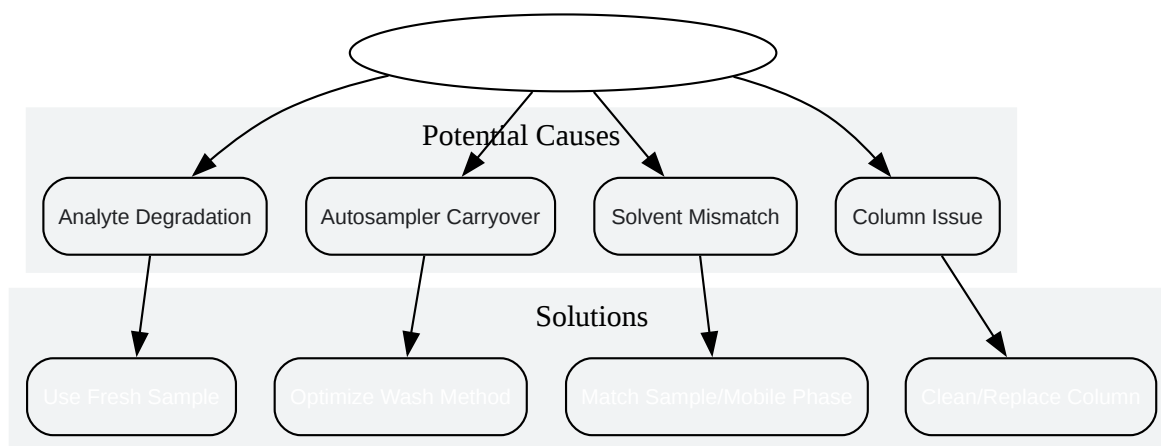 Potential Causes
Analyte Degradation
Autosampler Carryover
Solvent Mismatch
Column Issue
Solutions
Use Fresh Sample
Optimize Wash Method
Match Sample/Mobile Phase
Clean/Replace Column